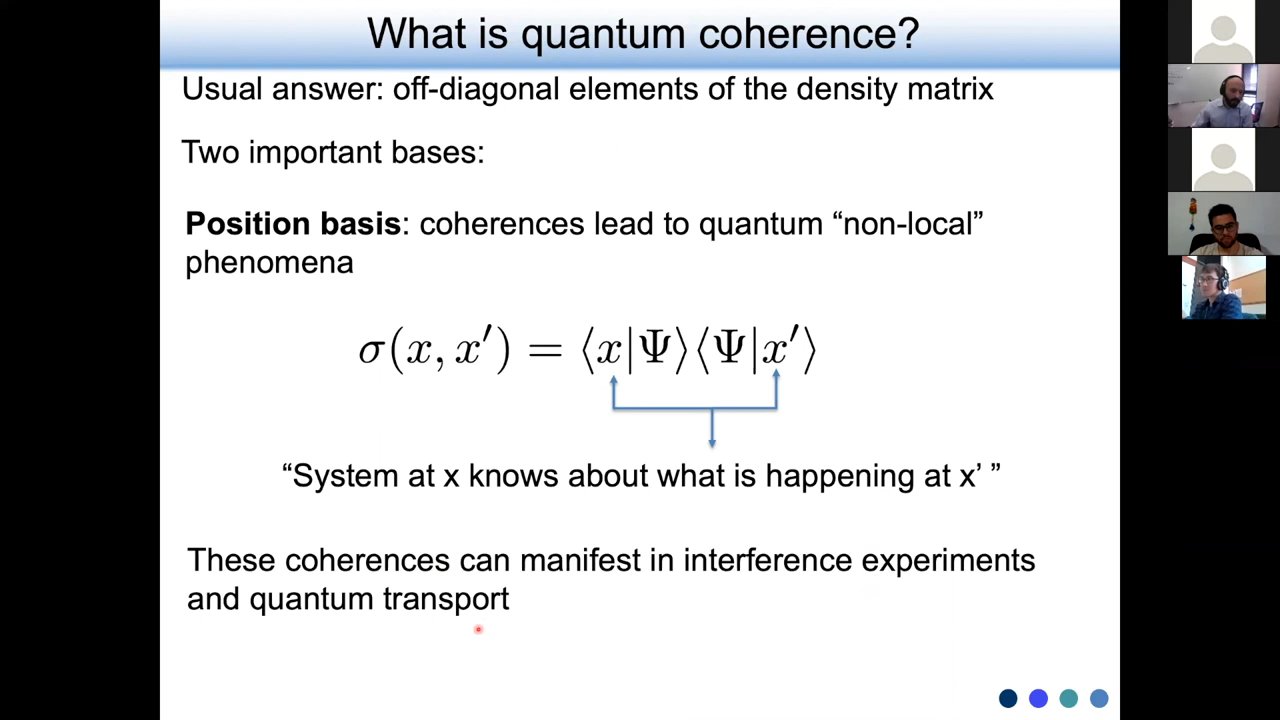 What is quantum coherence?
Usual answer: off-diagonal elements of the density matrix
Two important bases:
Position basis: coherences lead to quantum “non-local”
phenomena
σ(x, x′) = ⟨x|Ψ⟩⟨Ψ|x′⟩
“System at x knows about what is happening at x’ ”
These coherences can manifest in interference experiments
and quantum transport